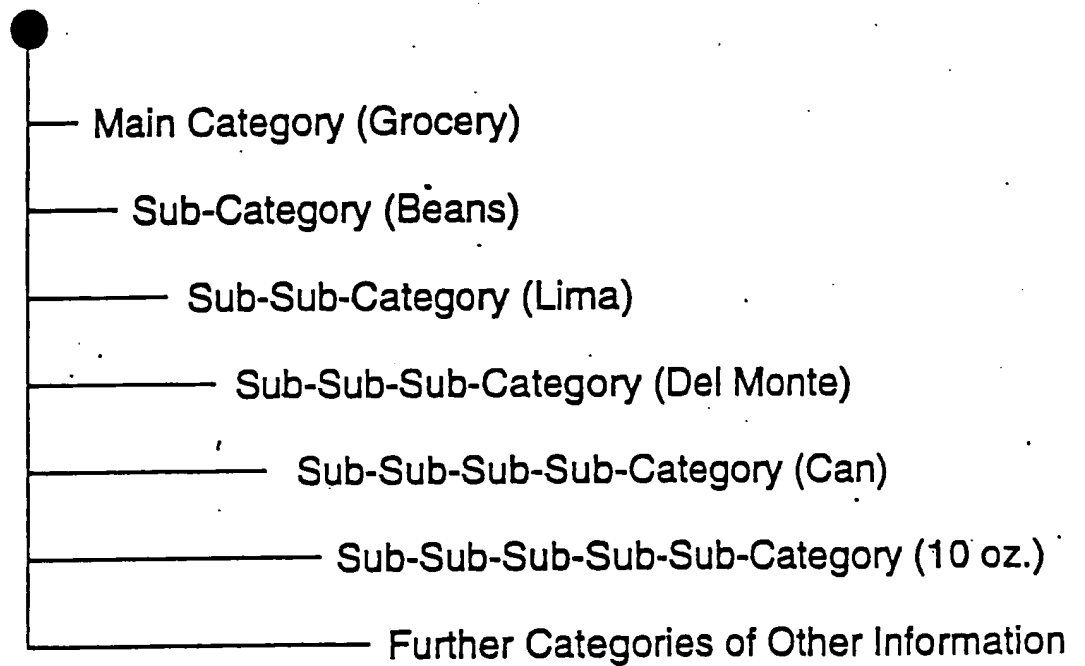 Main Category (Grocery)
Sub-Category (Beans)
Sub-Sub-Category (Lima)
Sub-Sub-Sub-Category (Del Monte)
Sub-Sub-Sub-Sub-Category (Can)
Sub-Sub-Sub-Sub-Sub-Category (10 oz.)
Further Categories of Other Information